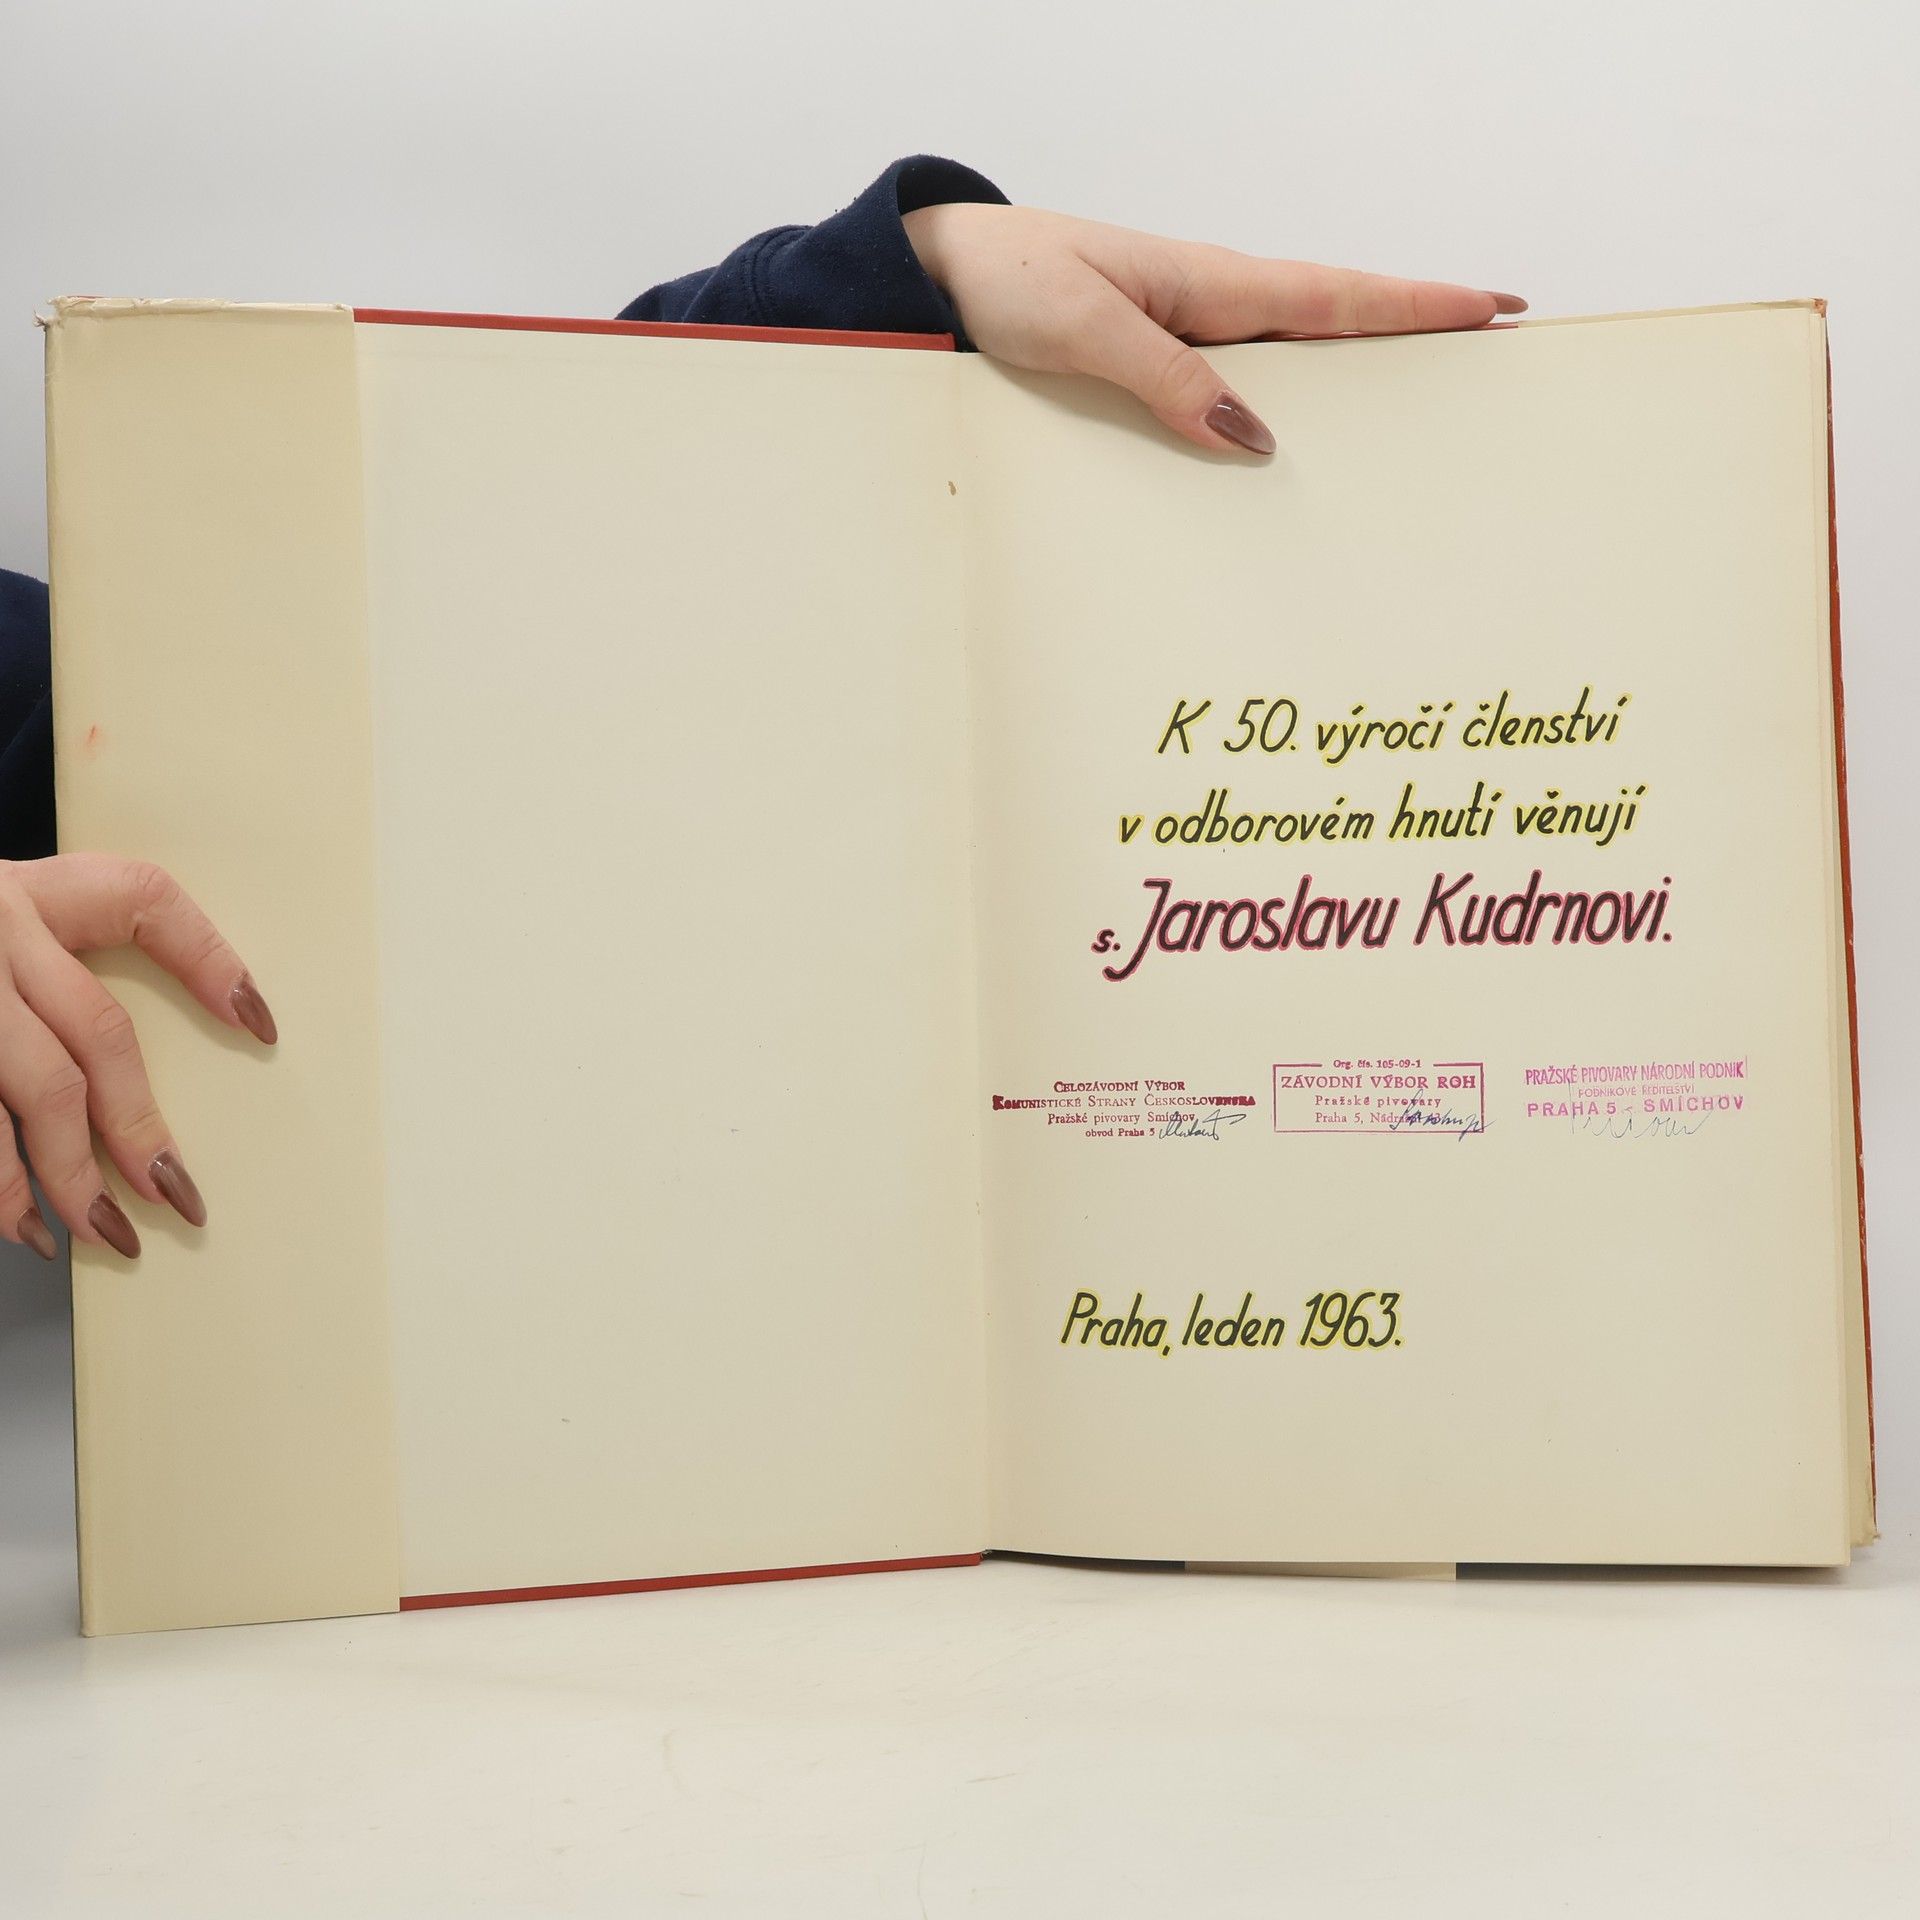 K 50. výročí členství
v odborovém hnutí věnují
s. Jaroslavu Kudrnovi.
CELOZÁVODNÍ VÝBOR
KOMUNISTICKÉ STRANY ČESKOSLOVENSKA
Pražské pivovary Smíchov
obvod Praha 5
Org. čís. 105-09-1
ZÁVODNÍ VÝBOR ROH
Pražské pivovary
Praha 5,
PRAŽSKÉ PIVOVARY NÁRODNÍ PODNIK
PODNIKOVÉ ŘEDITELSTVÍ
PRAHA 5 - SMÍCHOV
Praha, leden 1963.